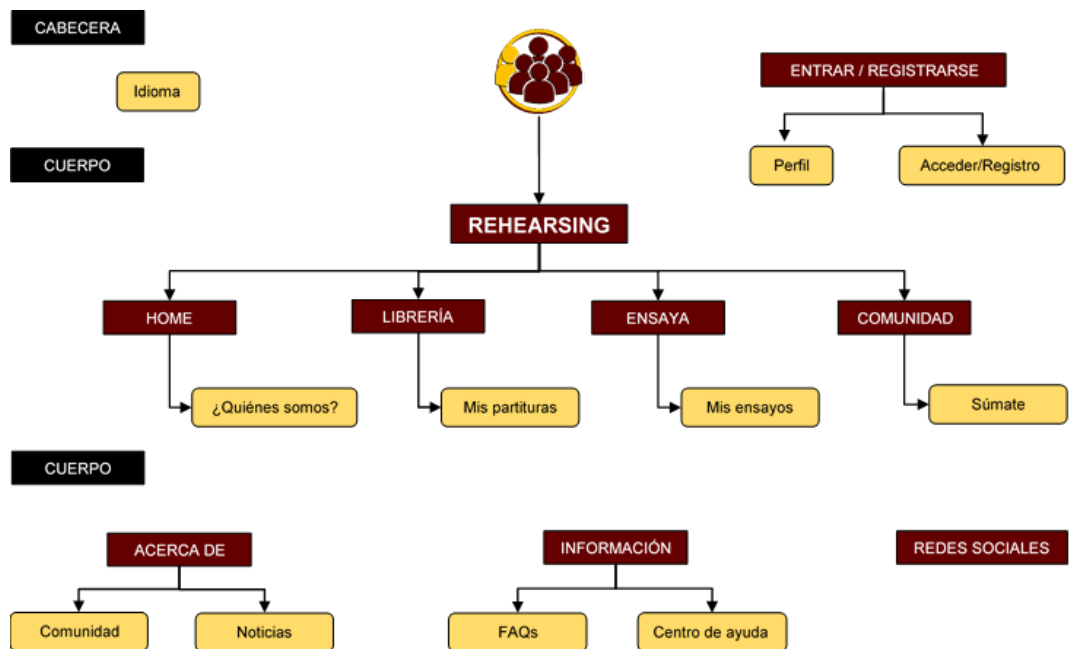 CABECERA
Idioma
ENTRAR / REGISTRARSE
Perfil
Acceder/Registro
CUERPO
REHEARSING
HOME
LIBRERÍA
ENSAYA
COMUNIDAD
¿Quiénes somos?
Mis partituras
Mis ensayos
Súmate
CUERPO
ACERCA DE
INFORMACIÓN
REDES SOCIALES
Comunidad
Noticias
FAQs
Centro de ayuda